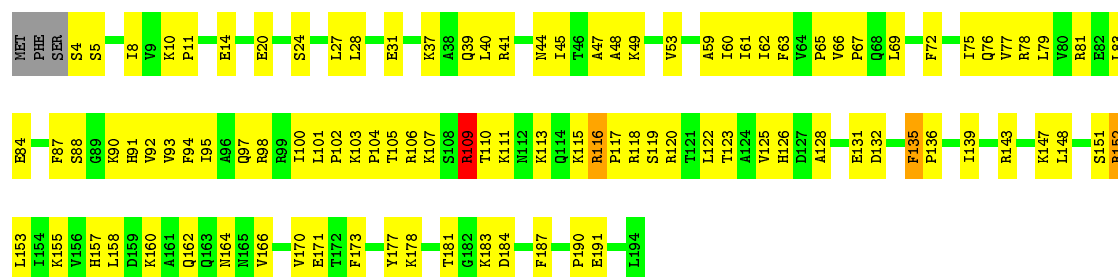 MET PHE SER S4 S5 I8 V9 K10 P11 E14 E20 S24 L27 L28 E31 K37 A38 Q39 L40 R41 N44 I45 T46 A47 A48 K49 V53 A59 I60 I61 I62 F63 V64 P65 V66 P67 Q68 L69 F72 I75 Q76 V77 R78 L79 V80 R81 E82 L83
E84 F87 S88 G89 K90 H91 V92 V93 F94 I95 A96 Q97 R98 R99 I100 L101 P102 K103 P104 T105 R106 K107 S108 R109 T110 K111 N112 K113 Q114 K115 R116 P117 R118 S119 R120 T121 L122 T123 A124 V125 H126 D127 A128 E131 D132 F135 P136 I139 R143 K147 L148 S151 R152
L153 I154 K155 V156 H157 L158 D159 K160 A161 Q162 Q163 N164 N165 V166 V170 E171 T172 F173 Y177 K178 T181 G182 K183 D184 F187 P190 E191 L194